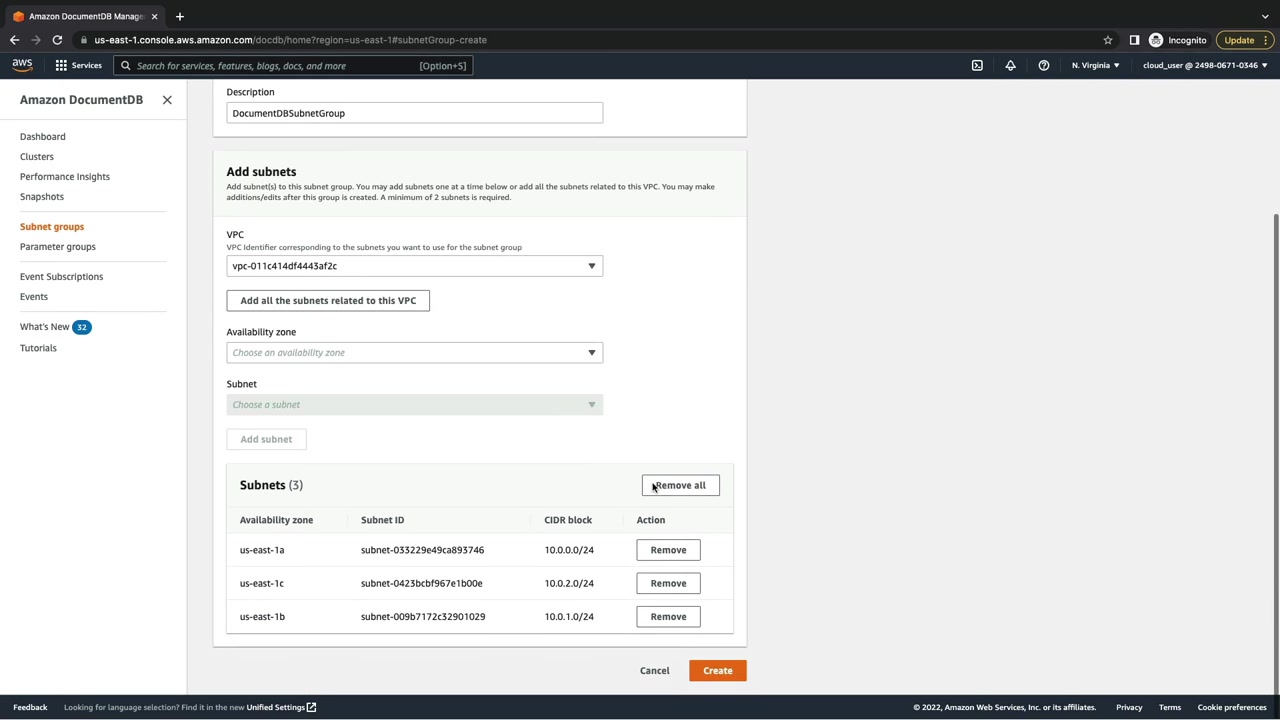 Amazon DocumentDB Manage
us-east-1.console.aws.amazon.com/docdb/home?region=us-east-1#subnetGroup-create
Incognito
Update
aws
Services
Search for services, features, blogs, docs, and more
[Option+S]
N. Virginia
cloud_user @ 2498-0671-0346
Amazon DocumentDB
Dashboard
Clusters
Performance Insights
Snapshots
Subnet groups
Parameter groups
Event Subscriptions
Events
What's New 32
Tutorials
Description
DocumentDBSubnetGroup
Add subnets
Add subnet(s) to this subnet group. You may add subnets one at a time below or add all the subnets related to this VPC. You may make
additions/edits after this group is created. A minimum of 2 subnets is required.
VPC
VPC Identifier corresponding to the subnets you want to use for the subnet group
vpc-011c414df4443af2c
Add all the subnets related to this VPC
Availability zone
Choose an availability zone
Subnet
Choose a subnet
Add subnet
Subnets (3)
Remove all
Availability zone Subnet ID CIDR block Action
us-east-1a subnet-033229e49ca893746 10.0.0.0/24 Remove
us-east-1c subnet-0423bcbf967e1b00e 10.0.2.0/24 Remove
us-east-1b subnet-009b7172c32901029 10.0.1.0/24 Remove
Cancel Create
Feedback
Looking for language selection? Find it in the new Unified Settings
© 2022, Amazon Web Services, Inc. or its affiliates.
Privacy
Terms
Cookie preferences